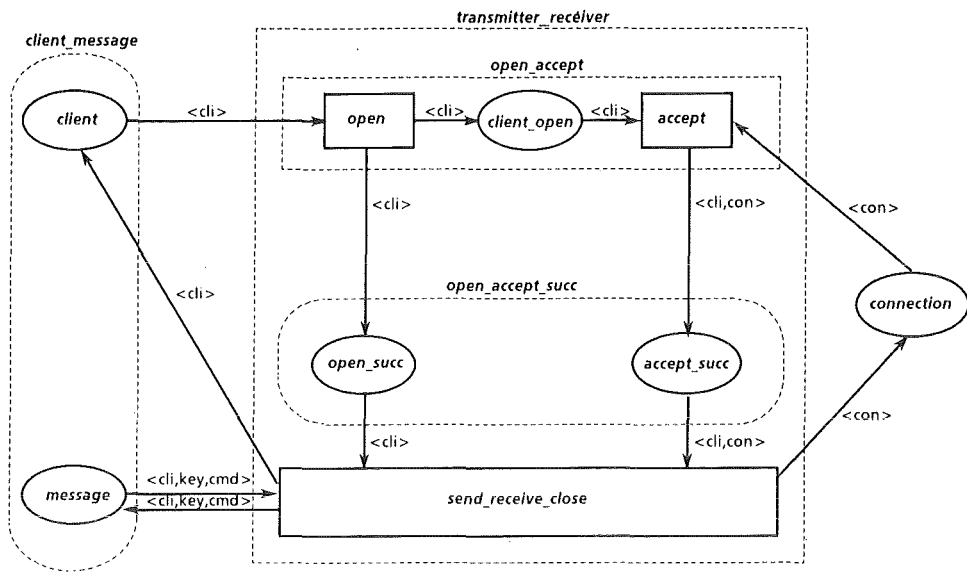 transmitter_receiver
client_message
open_accept
client
<cli>
open
<cli>
client_open
<cli>
accept
<cli>
<cli,con>
<con>
<cli>
open_accept_succ
connection
open_succ
accept_succ
<con>
<cli>
<cli,con>
message
<cli,key,cmd>
<cli,key,cmd>
send_receive_close